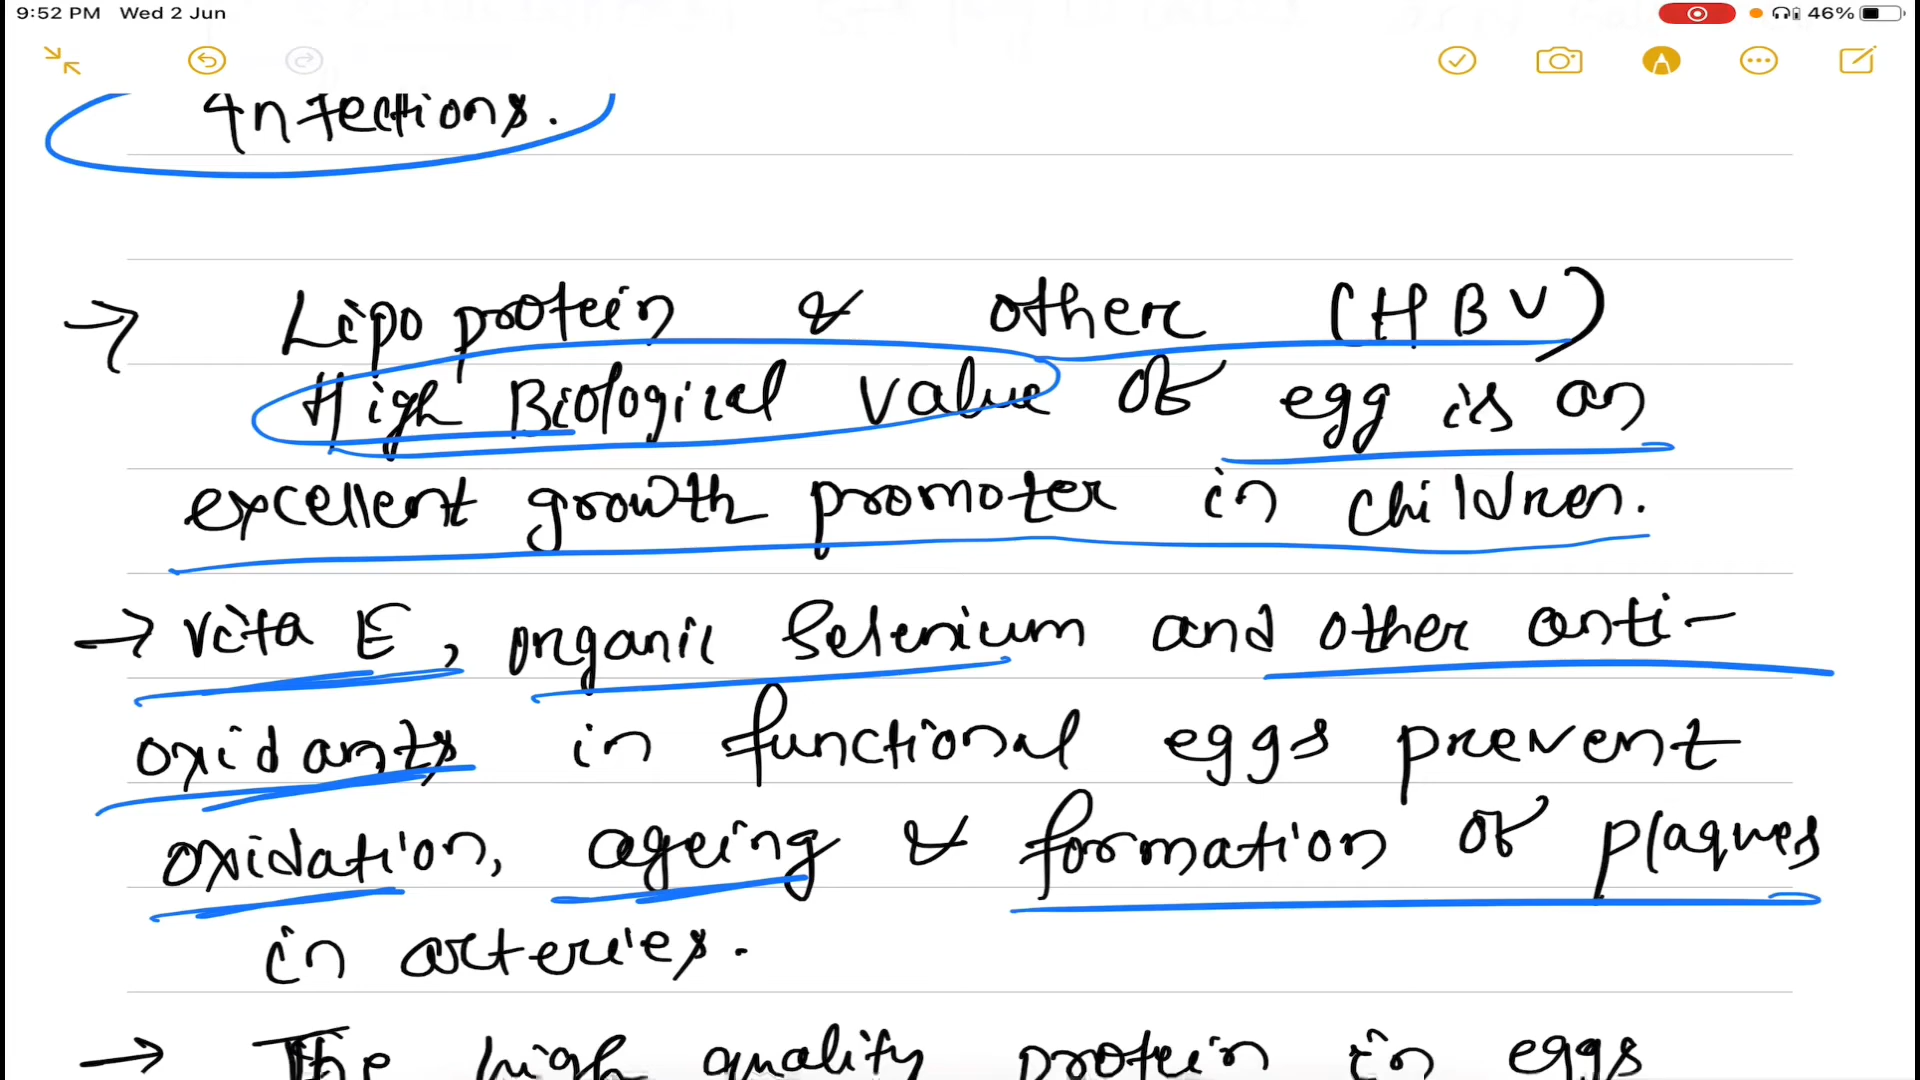 9:52 PM Wed 2 Jun
46%
Infections.
→ Lipoprotein & other (HBV)
High Biological value of egg is an
excellent growth promoter in children.
→ Vita E, organic Selenium and other anti-
oxidants in functional eggs prevent
oxidation, ageing & formation of plaques
in arteries.
→ The high quality protein in eggs